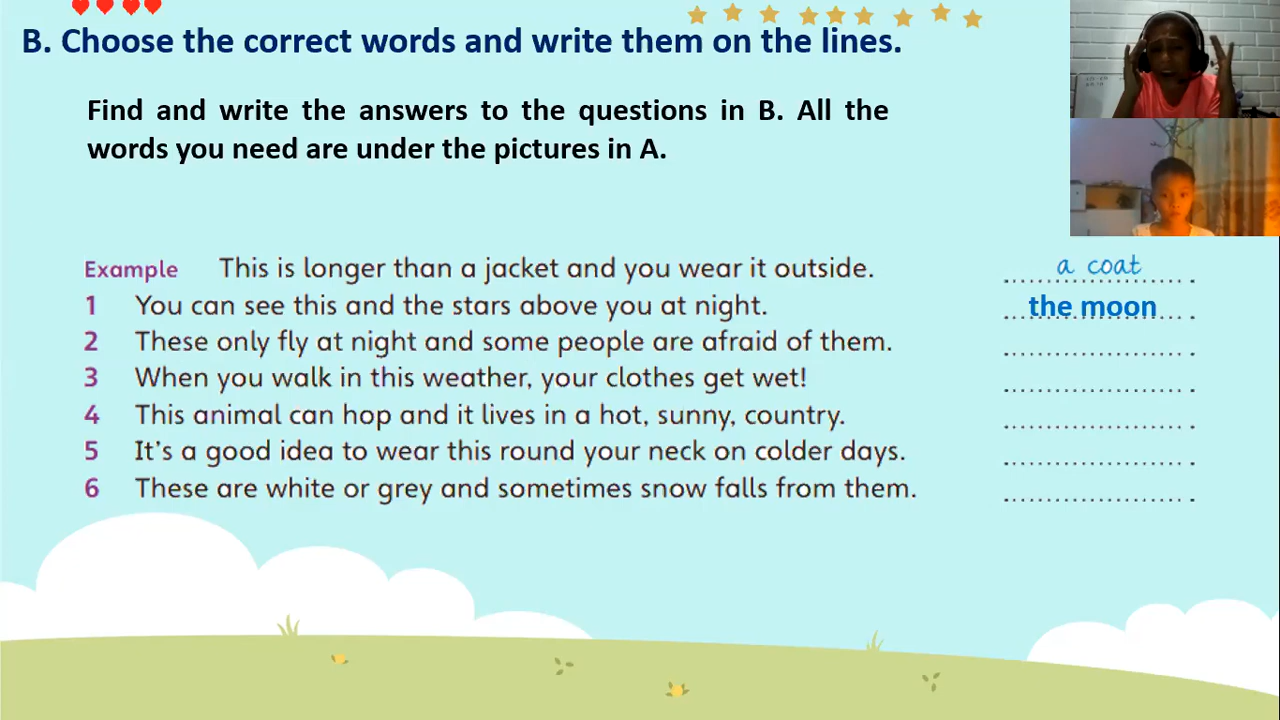 B. Choose the correct words and write them on the lines.
Find and write the answers to the questions in B. All the
words you need are under the pictures in A.
Example This is longer than a jacket and you wear it outside. a coat .
1 You can see this and the stars above you at night. the moon .
2 These only fly at night and some people are afraid of them. .................... .
3 When you walk in this weather, your clothes get wet! .................... .
4 This animal can hop and it lives in a hot, sunny, country. .................... .
5 It's a good idea to wear this round your neck on colder days. .................... .
6 These are white or grey and sometimes snow falls from them. .................... .